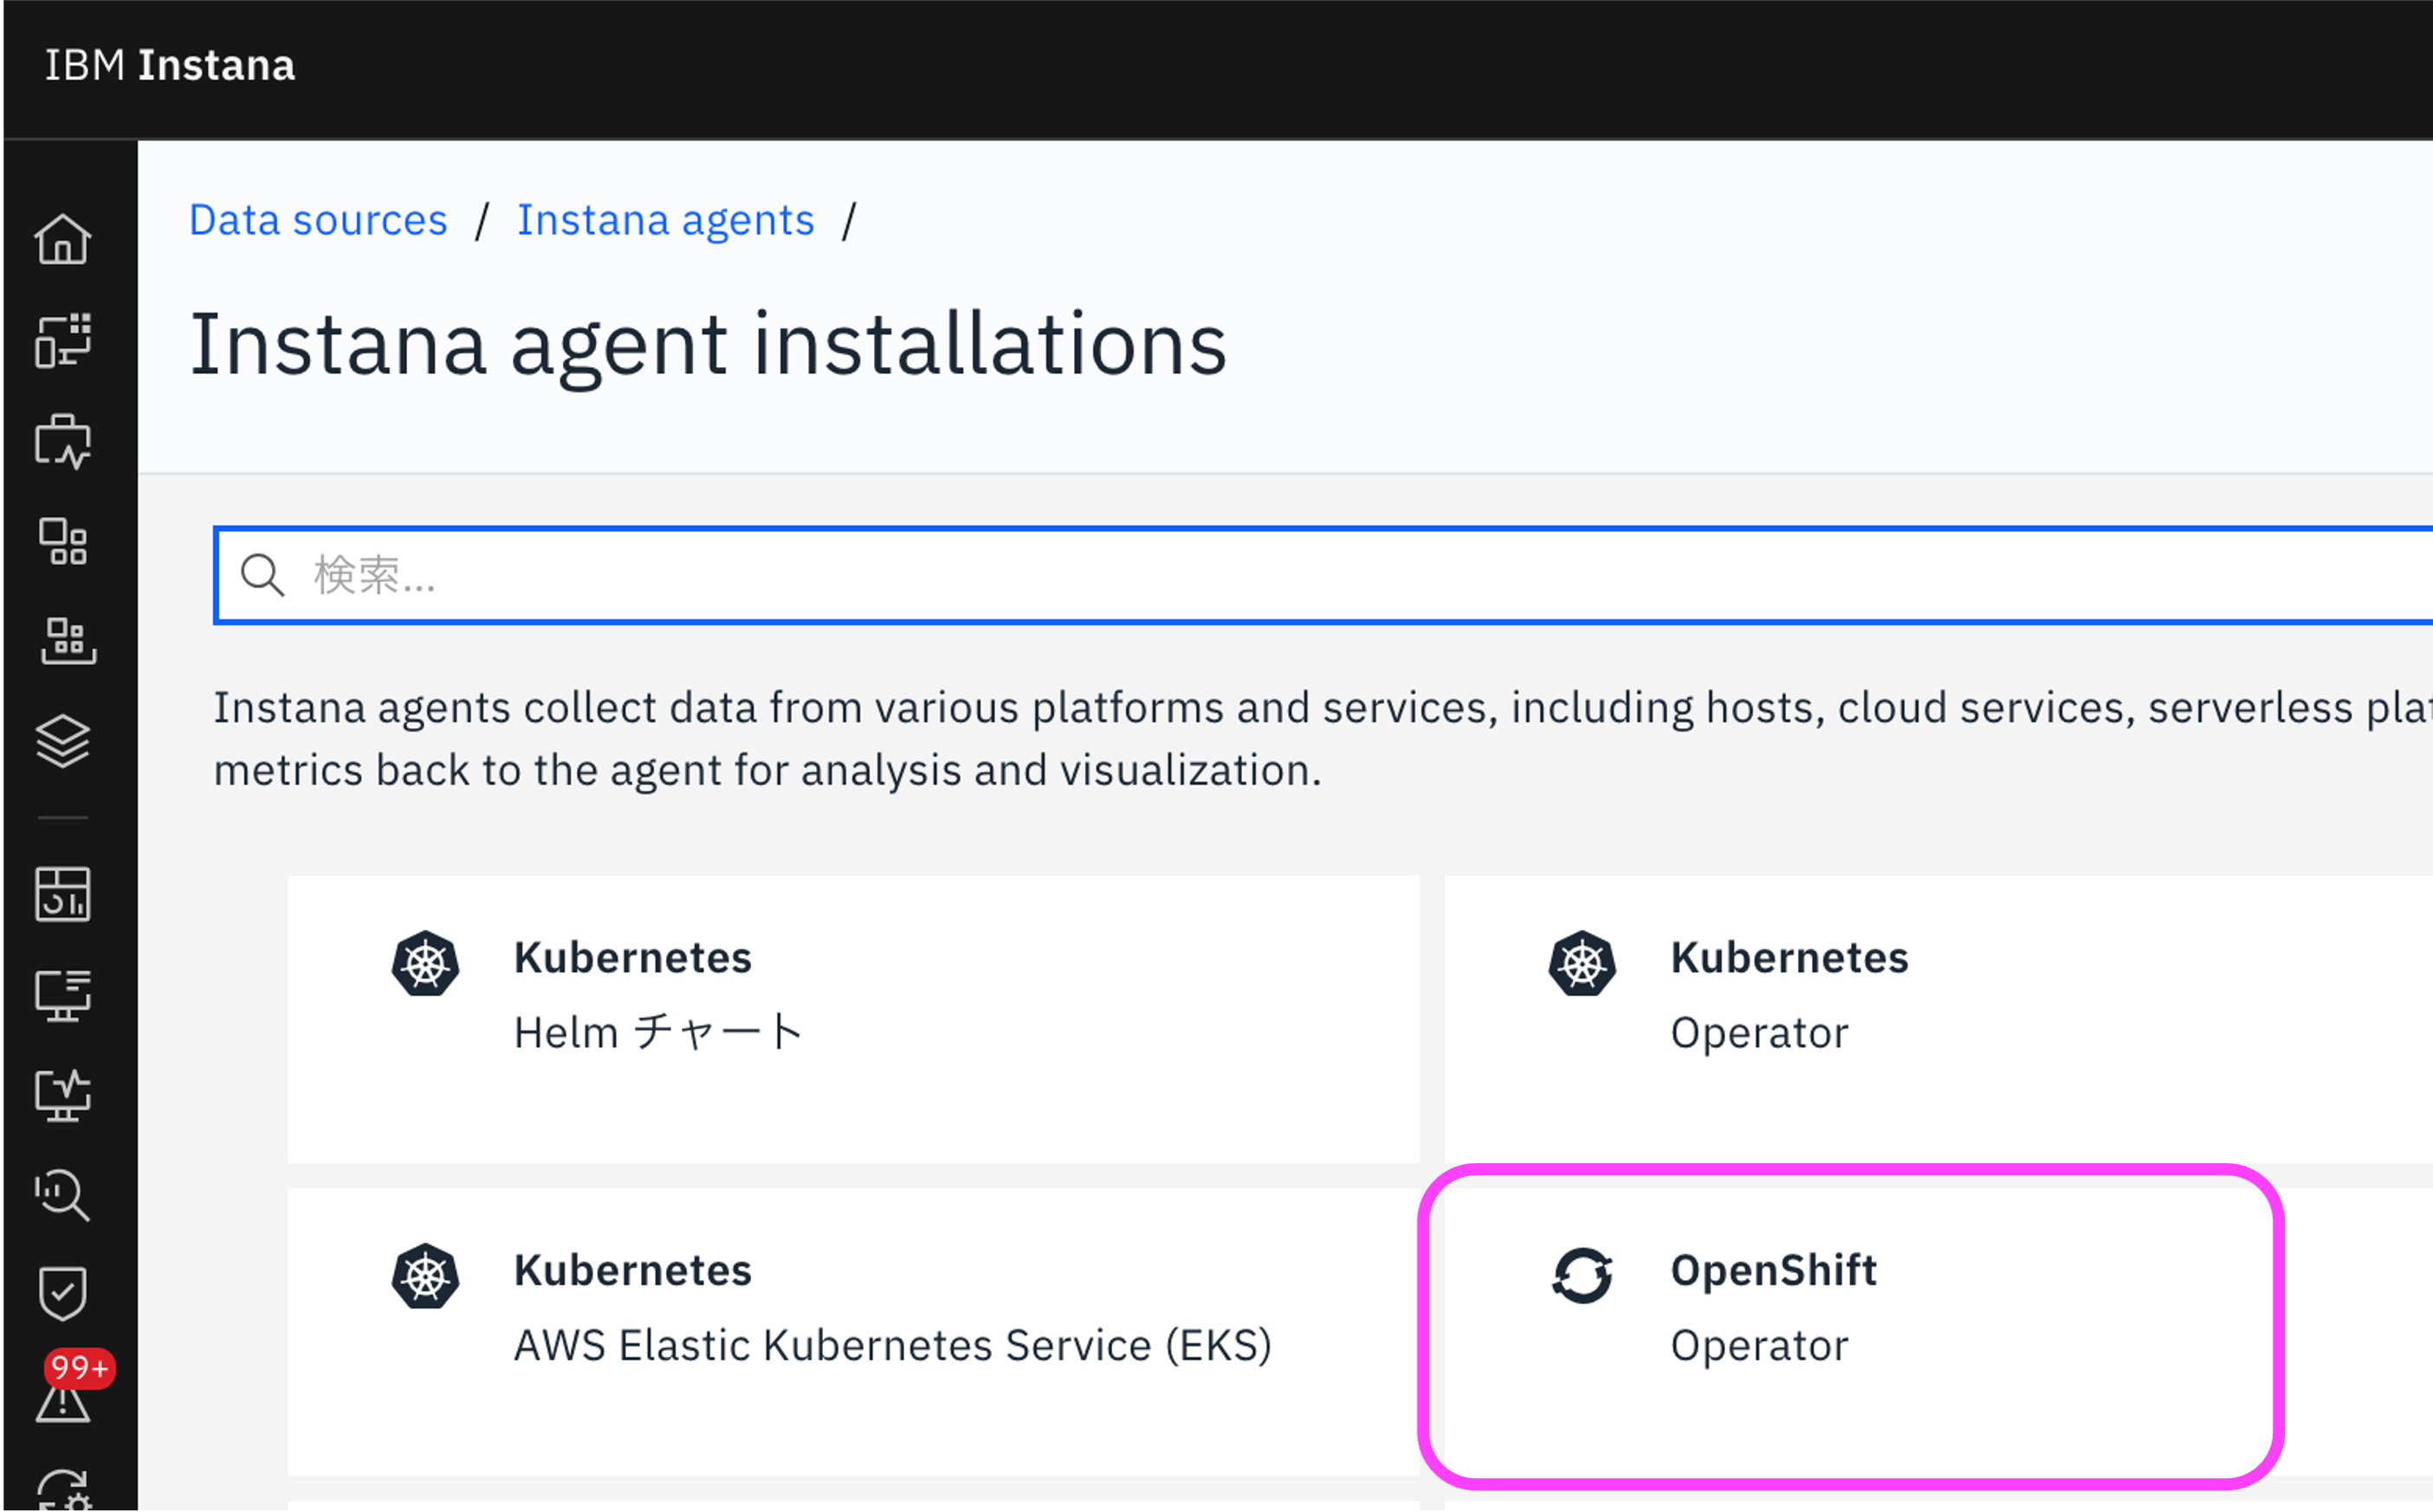 IBM Instana
Data sources / Instana agents /
Instana agent installations
検索...
Instana agents collect data from various platforms and services, including hosts, cloud services, serverless
metrics back to the agent for analysis and visualization.
Kubernetes
Helm チャート
Kubernetes
Operator
Kubernetes
AWS Elastic Kubernetes Service (EKS)
OpenShift
Operator
99+